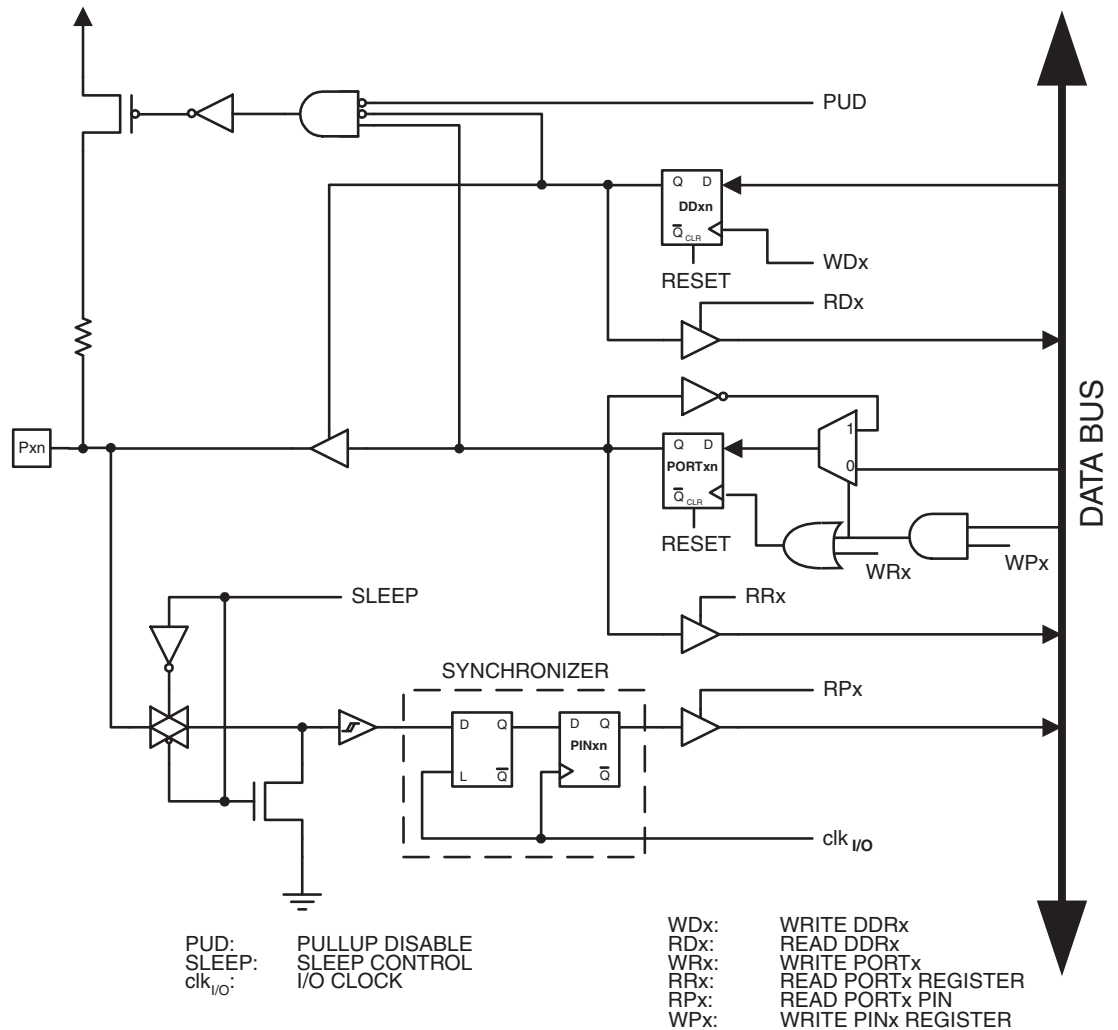 PUD
Q D
DDxn
Q CLR
WDx
RESET
RDx
1
Pxn
Q D
0
PORTxn
Q CLR
DATA BUS
RESET
WRx
WPx
SLEEP
RRx
SYNCHRONIZER
RPx
D Q
D Q
PINxn
L Q
Q
clk I/O
PUD: PULLUP DISABLE
SLEEP: SLEEP CONTROL
clkI/O: I/O CLOCK
WDx: WRITE DDRx
RDx: READ DDRx
WRx: WRITE PORTx
RRx: READ PORTx REGISTER
RPx: READ PORTx PIN
WPx: WRITE PINx REGISTER